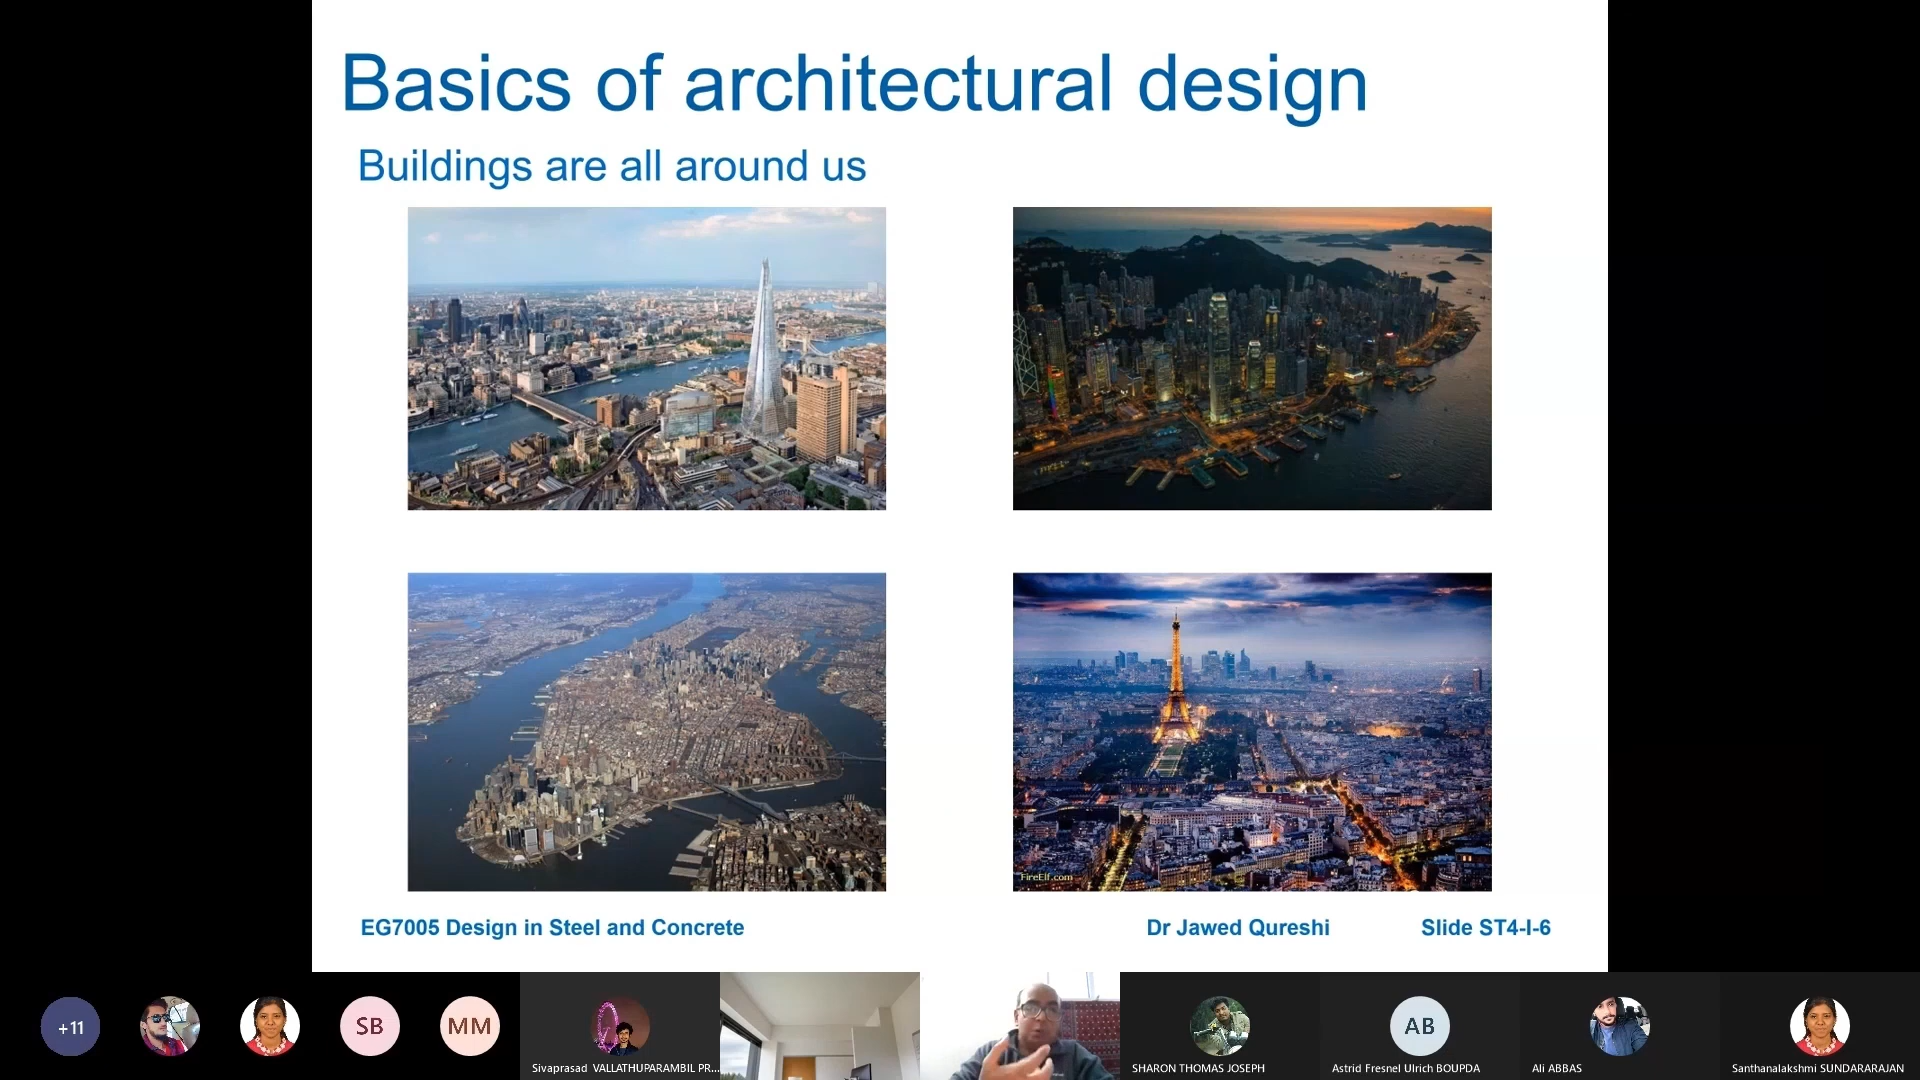 Basics of architectural design
Buildings are all around us
FireElf.com
EG7005 Design in Steel and Concrete
Dr Jawed Qureshi
Slide ST4-I-6
+11
SB
MM
Sivaprasad VALLATHUPARAMBIL PR...
SHARON THOMAS JOSEPH
AB
Astrid Fresnel Ulrich BOUPDA
Ali ABBAS
Santhanalakshmi SUNDARARAJAN